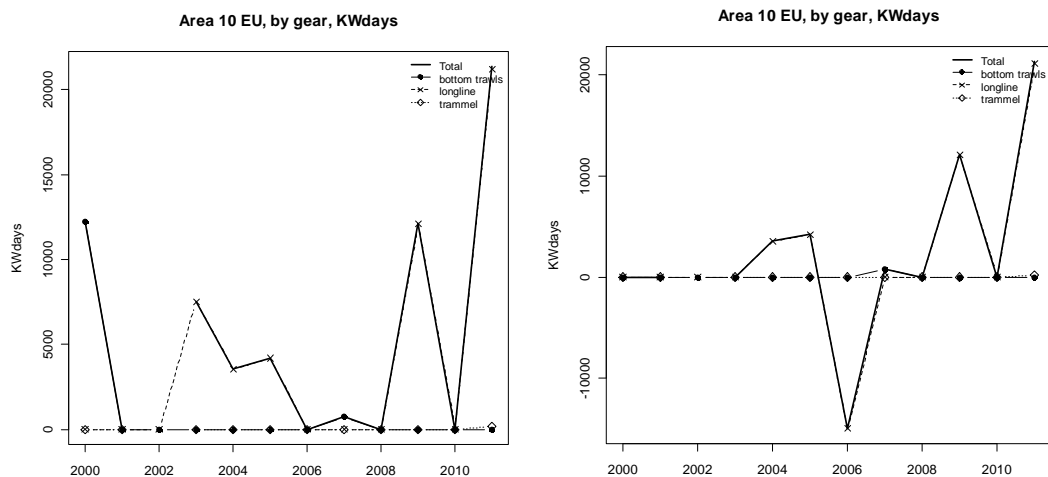 Area 10 EU, by gear, KWdays
KWdays
20000
15000
10000
5000
0
Total
bottom trawls
longline
trammel
2000 2002 2004 2006 2008 2010
Area 10 EU, by gear, KWdays
KWdays
20000
10000
0
-10000
Total
bottom trawls
longline
trammel
2000 2002 2004 2006 2008 2010